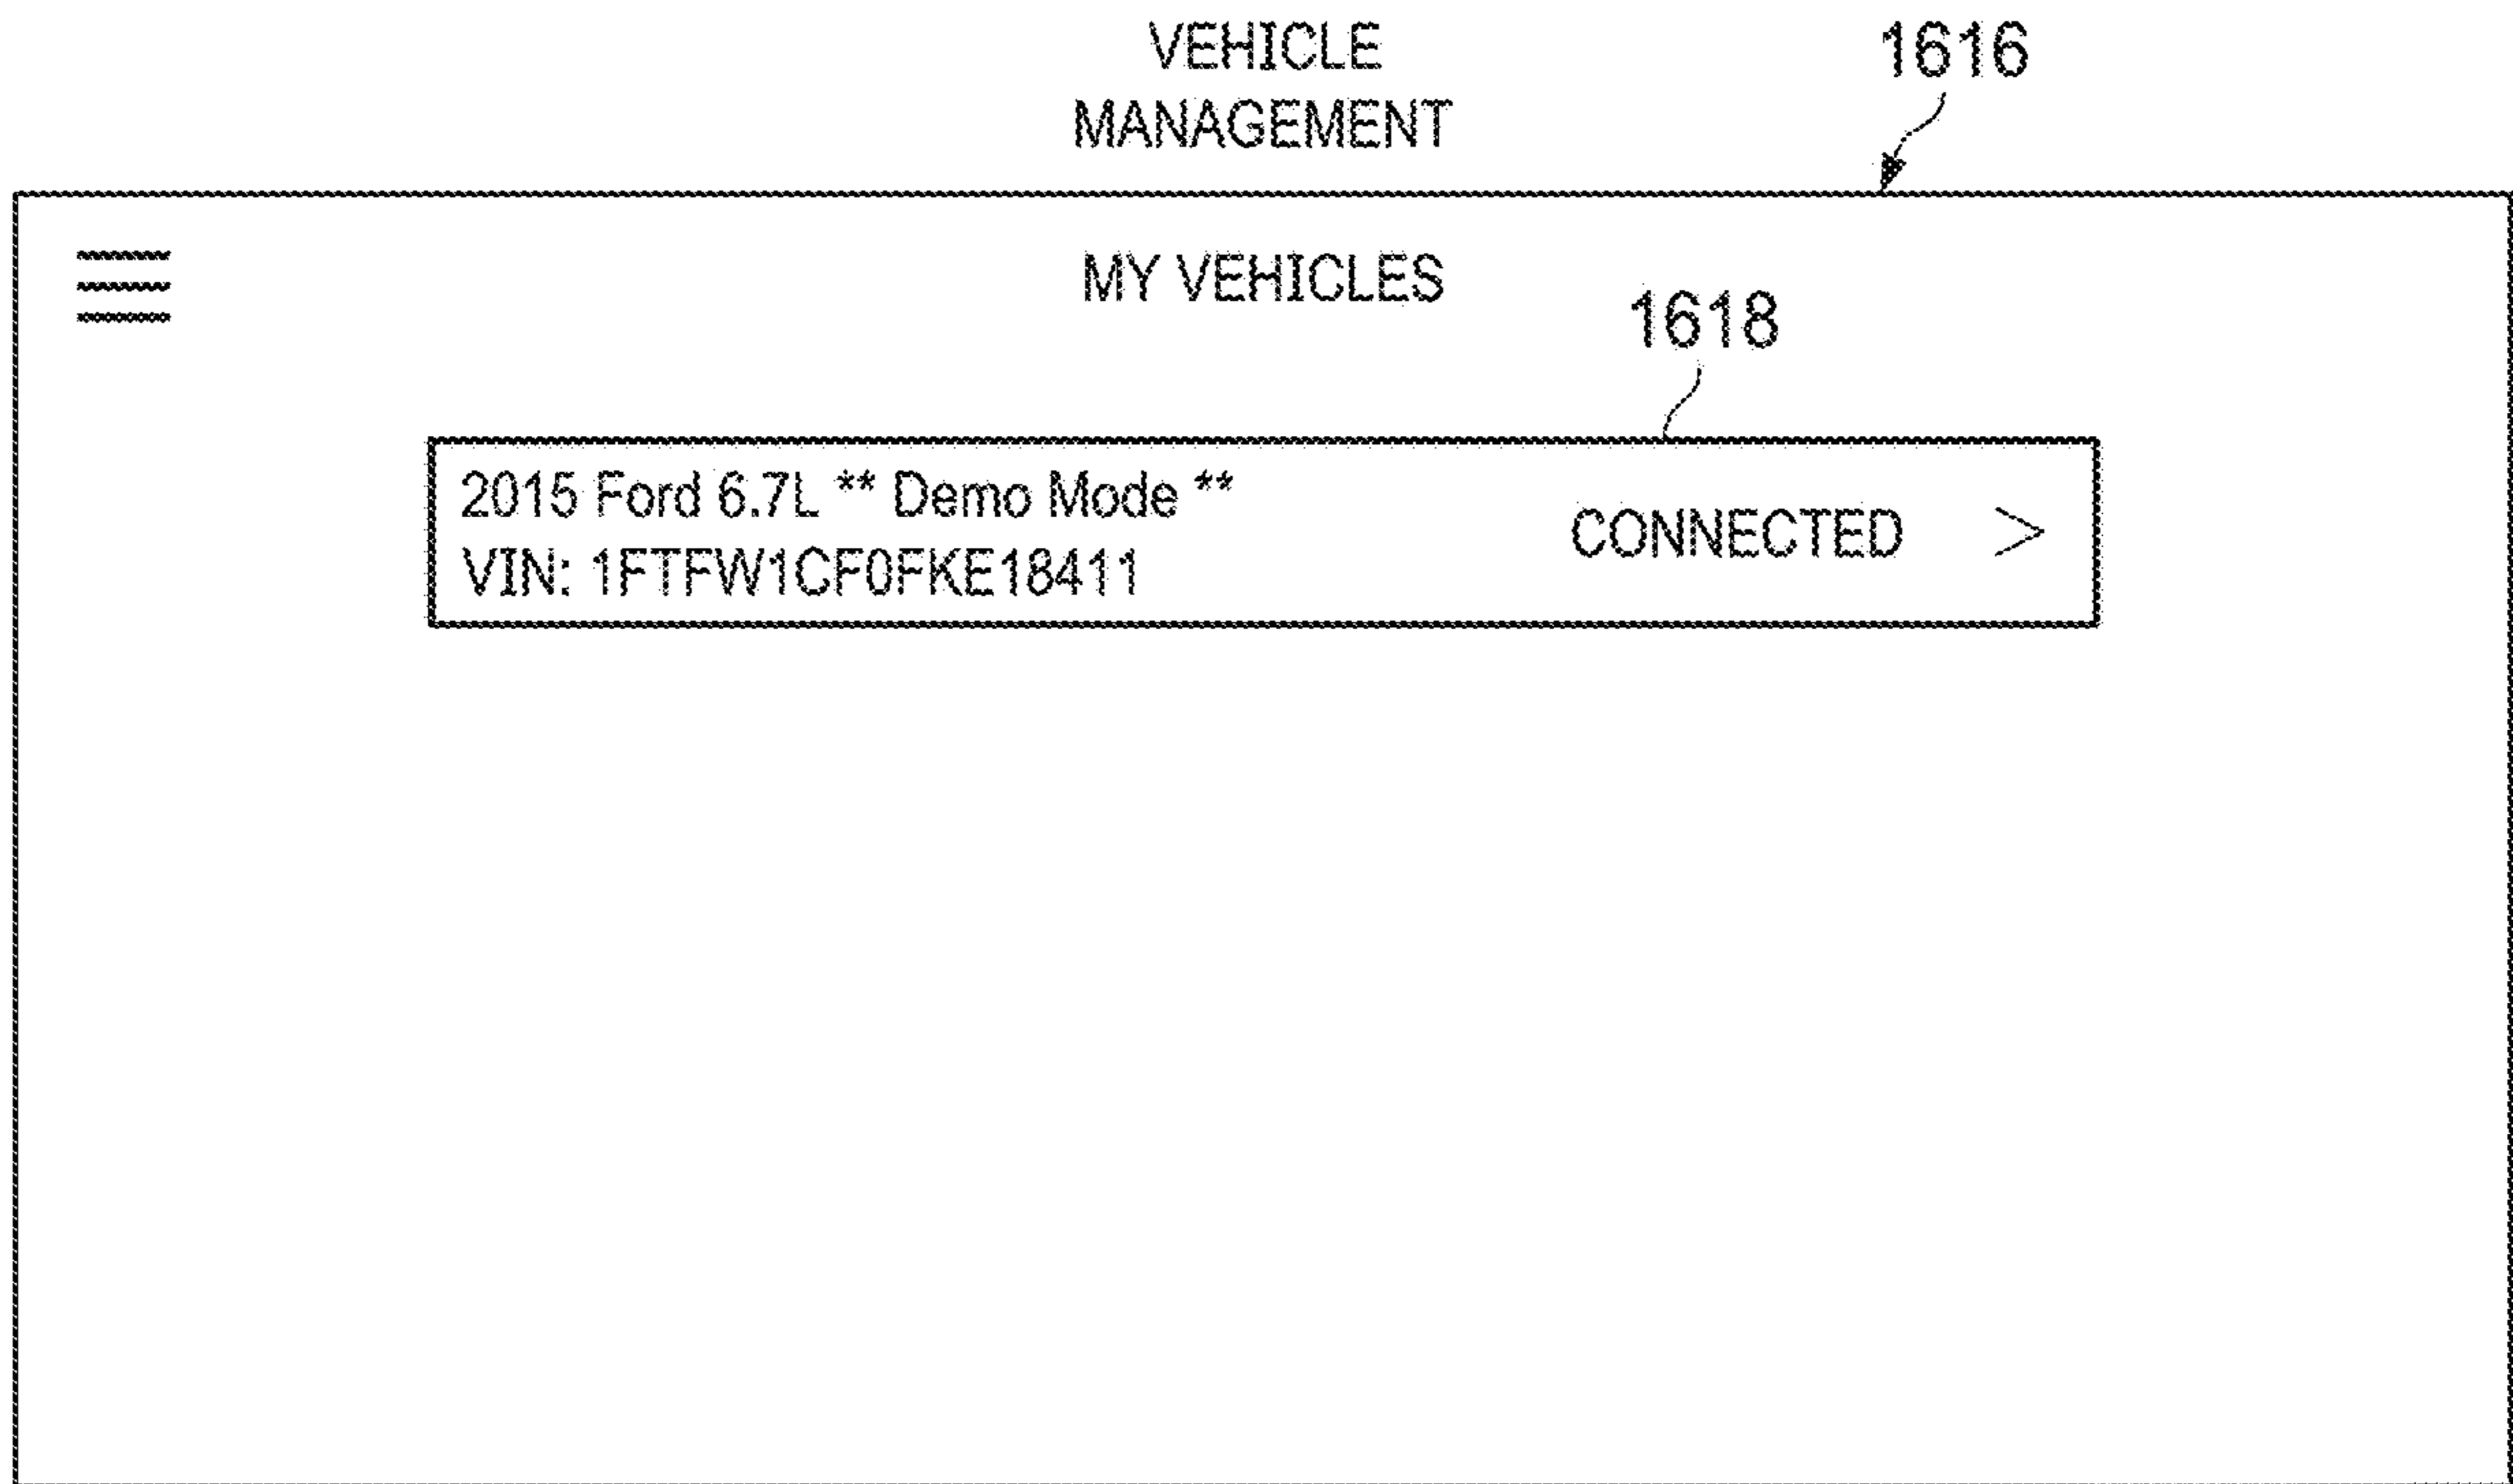 VEHICLE
MANAGEMENT
1616
MY VEHICLES
1618
2015 Ford 6.7L ** Demo Mode **
VIN: 1FTFW1CF0FKE18411
CONNECTED >